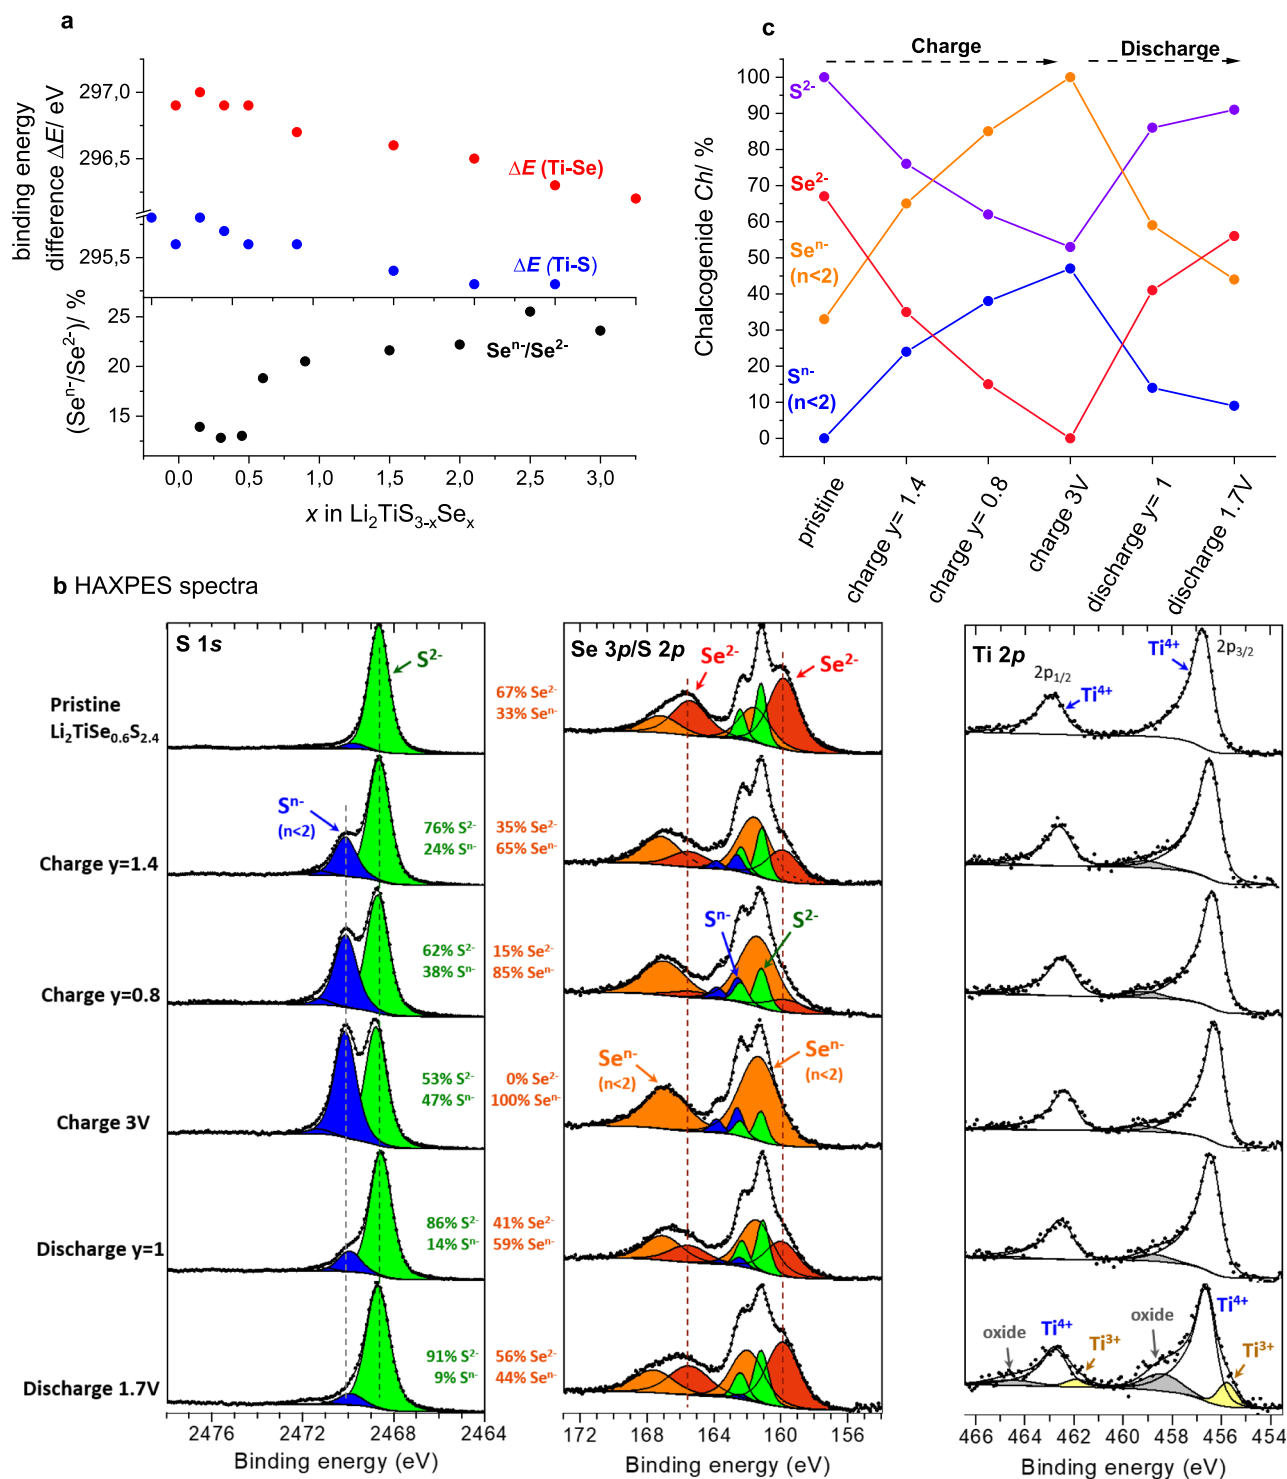 a
binding energy
difference ΔE/ eV
297,0
296,5
295,5
ΔE (Ti-Se)
ΔE (Ti-S)
(Seⁿ⁻/Se²⁻)/ %
25
20
15
Seⁿ⁻/Se²⁻
0,0 0,5 1,0 1,5 2,0 2,5 3,0
x in Li₂TiS₃₋ₓSeₓ
c
Charge Discharge
Chalcogenide Ch/ %
100
90
80
70
60
50
40
30
20
10
0
S²⁻
Se²⁻
Seⁿ⁻
(n<2)
Sⁿ⁻
(n<2)
pristine
charge y= 1.4
charge y= 0.8
charge 3V
discharge y= 1
discharge 1.7V
b HAXPES spectra
S 1s
S²⁻
Pristine
Li₂TiSe₀.₆S₂.₄
Sⁿ⁻
(n<2)
76% S²⁻
24% Sⁿ⁻
Charge y=1.4
62% S²⁻
38% Sⁿ⁻
Charge y=0.8
53% S²⁻
47% Sⁿ⁻
Charge 3V
86% S²⁻
14% Sⁿ⁻
Discharge y=1
91% S²⁻
9% Sⁿ⁻
Discharge 1.7V
2476 2472 2468 2464
Binding energy (eV)
Se 3p/S 2p
Se²⁻ Se²⁻
67% Se²⁻
33% Seⁿ⁻
35% Se²⁻
65% Seⁿ⁻
Sⁿ⁻ S²⁻
15% Se²⁻
85% Seⁿ⁻
Seⁿ⁻
(n<2)
Seⁿ⁻
(n<2)
0% Se²⁻
100% Seⁿ⁻
41% Se²⁻
59% Seⁿ⁻
56% Se²⁻
44% Seⁿ⁻
172 168 164 160 156
Binding energy (eV)
Ti 2p
2p₁/₂
Ti⁴⁺
Ti⁴⁺
2p₃/₂
oxide Ti⁴⁺ Ti³⁺
oxide Ti⁴⁺ Ti³⁺
466 464 462 460 458 456 454
Binding energy (eV)